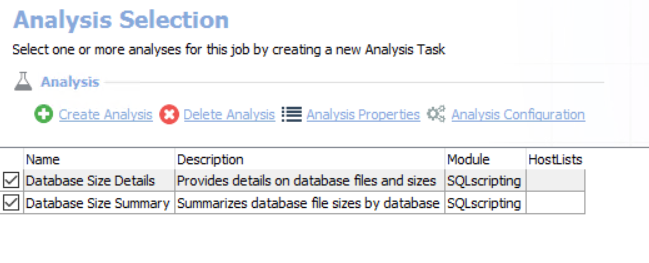 Analysis Selection
Select one or more analyses for this job by creating a new Analysis Task
Analysis
Create Analysis Delete Analysis Analysis Properties Analysis Configuration
Name Description Module HostLists
Database Size Details Provides details on database files and sizes SQLscripting
Database Size Summary Summarizes database file sizes by database SQLscripting